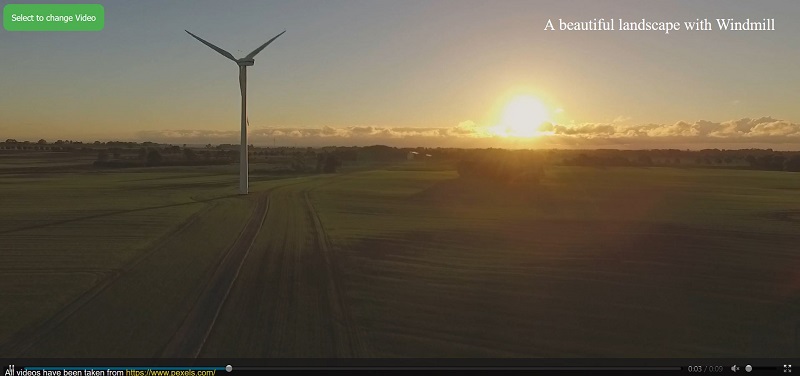 Select to change Video
A beautiful landscape with Windmill
0:03 / 0:09
All videos have been taken from https://www.pexels.com/